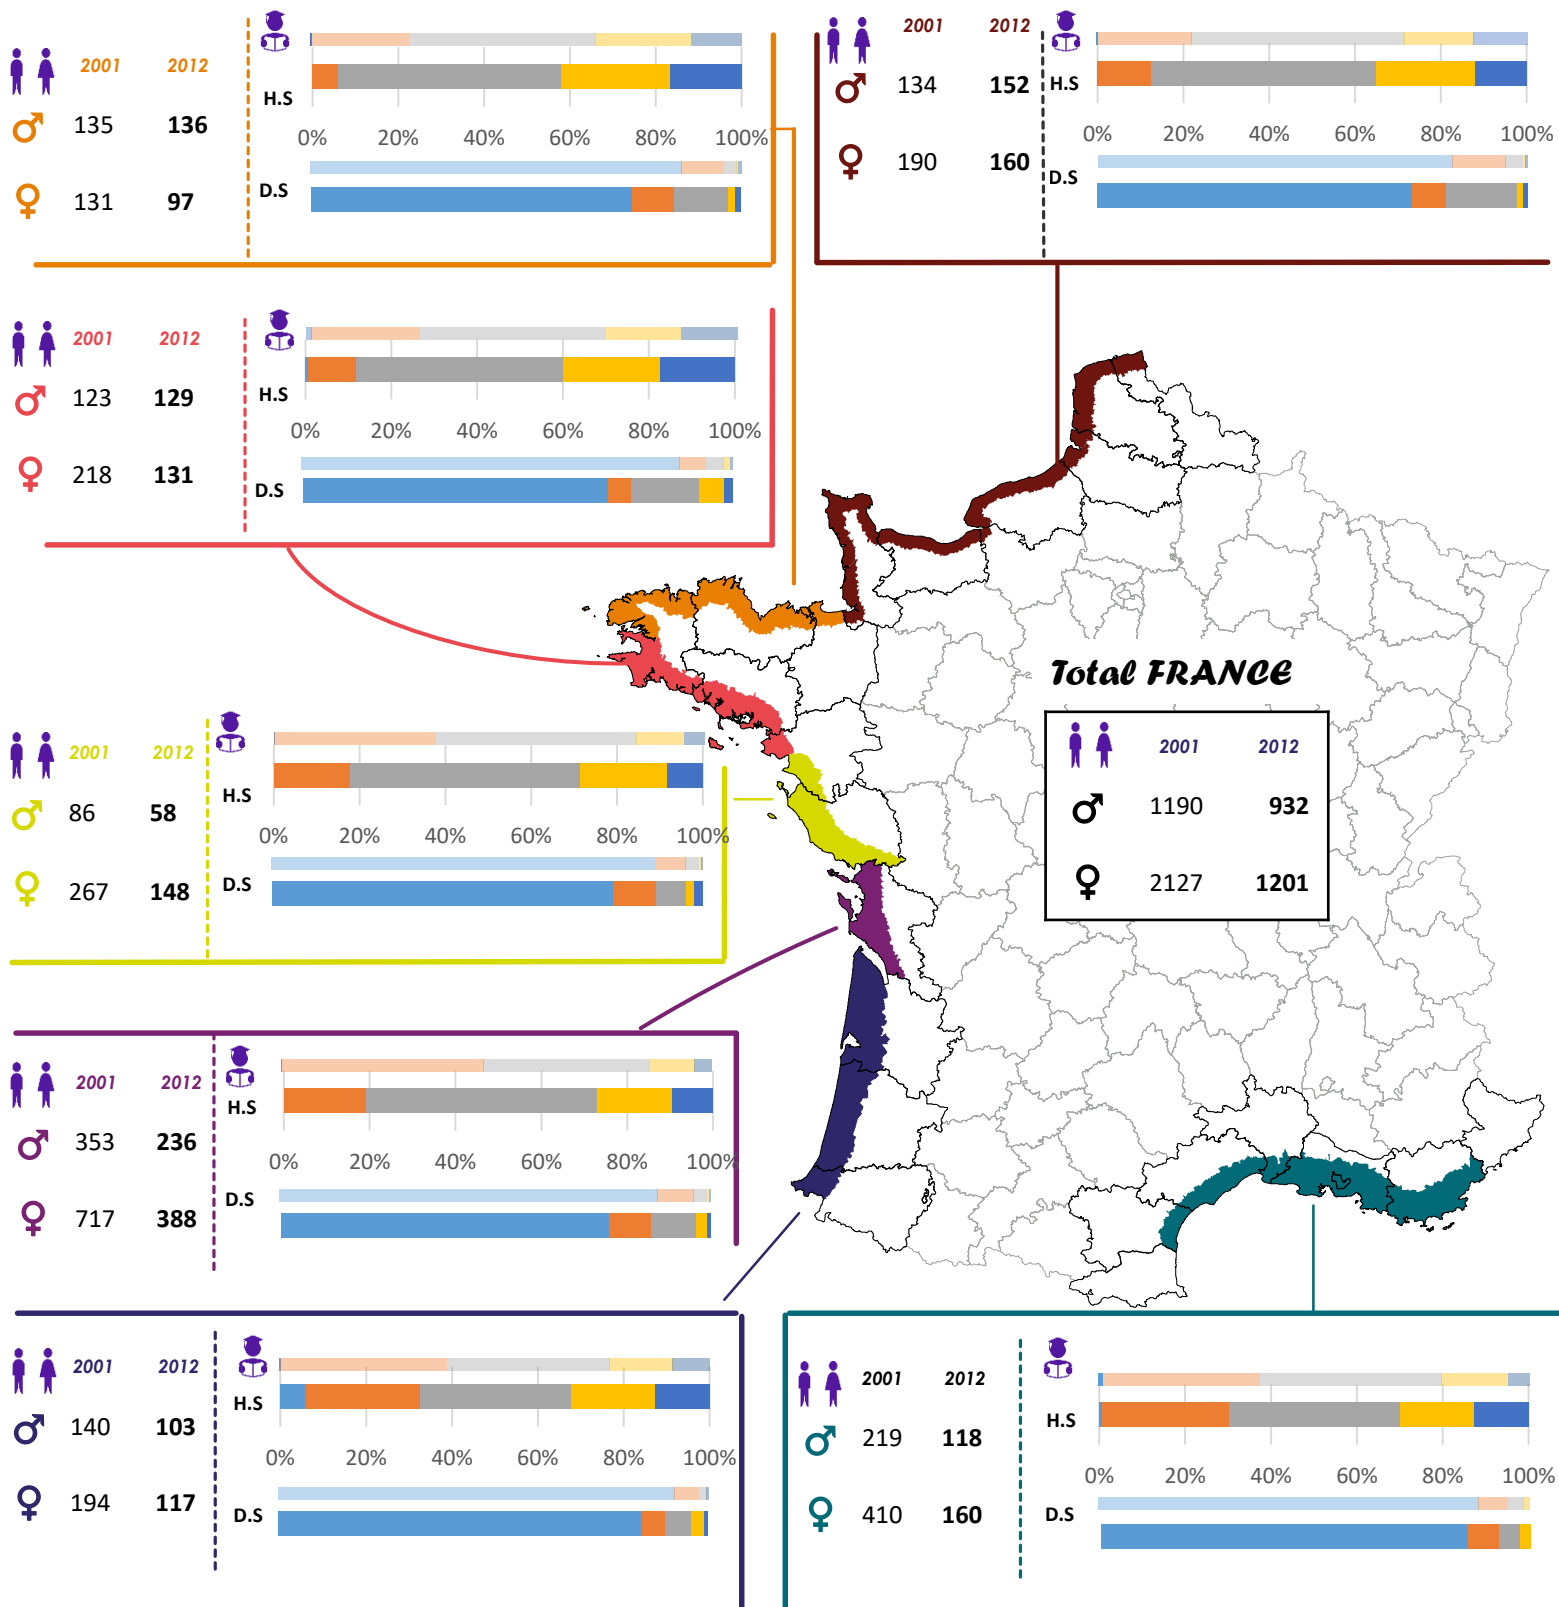 2001 2012
♂ 135 136
♀ 131 97
H.S
0% 20% 40% 60% 80% 100%
D.S
2001 2012
♂ 134 152
♀ 190 160
H.S
0% 20% 40% 60% 80% 100%
D.S
2001 2012
♂ 123 129
♀ 218 131
H.S
0% 20% 40% 60% 80% 100%
D.S
Total FRANCE
2001 2012
♂ 1190 932
♀ 2127 1201
2001 2012
♂ 86 58
♀ 267 148
H.S
0% 20% 40% 60% 80% 100%
D.S
2001 2012
♂ 353 236
♀ 717 388
H.S
0% 20% 40% 60% 80% 100%
D.S
2001 2012
♂ 140 103
♀ 194 117
H.S
0% 20% 40% 60% 80% 100%
D.S
2001 2012
♂ 219 118
♀ 410 160
H.S
0% 20% 40% 60% 80% 100%
D.S